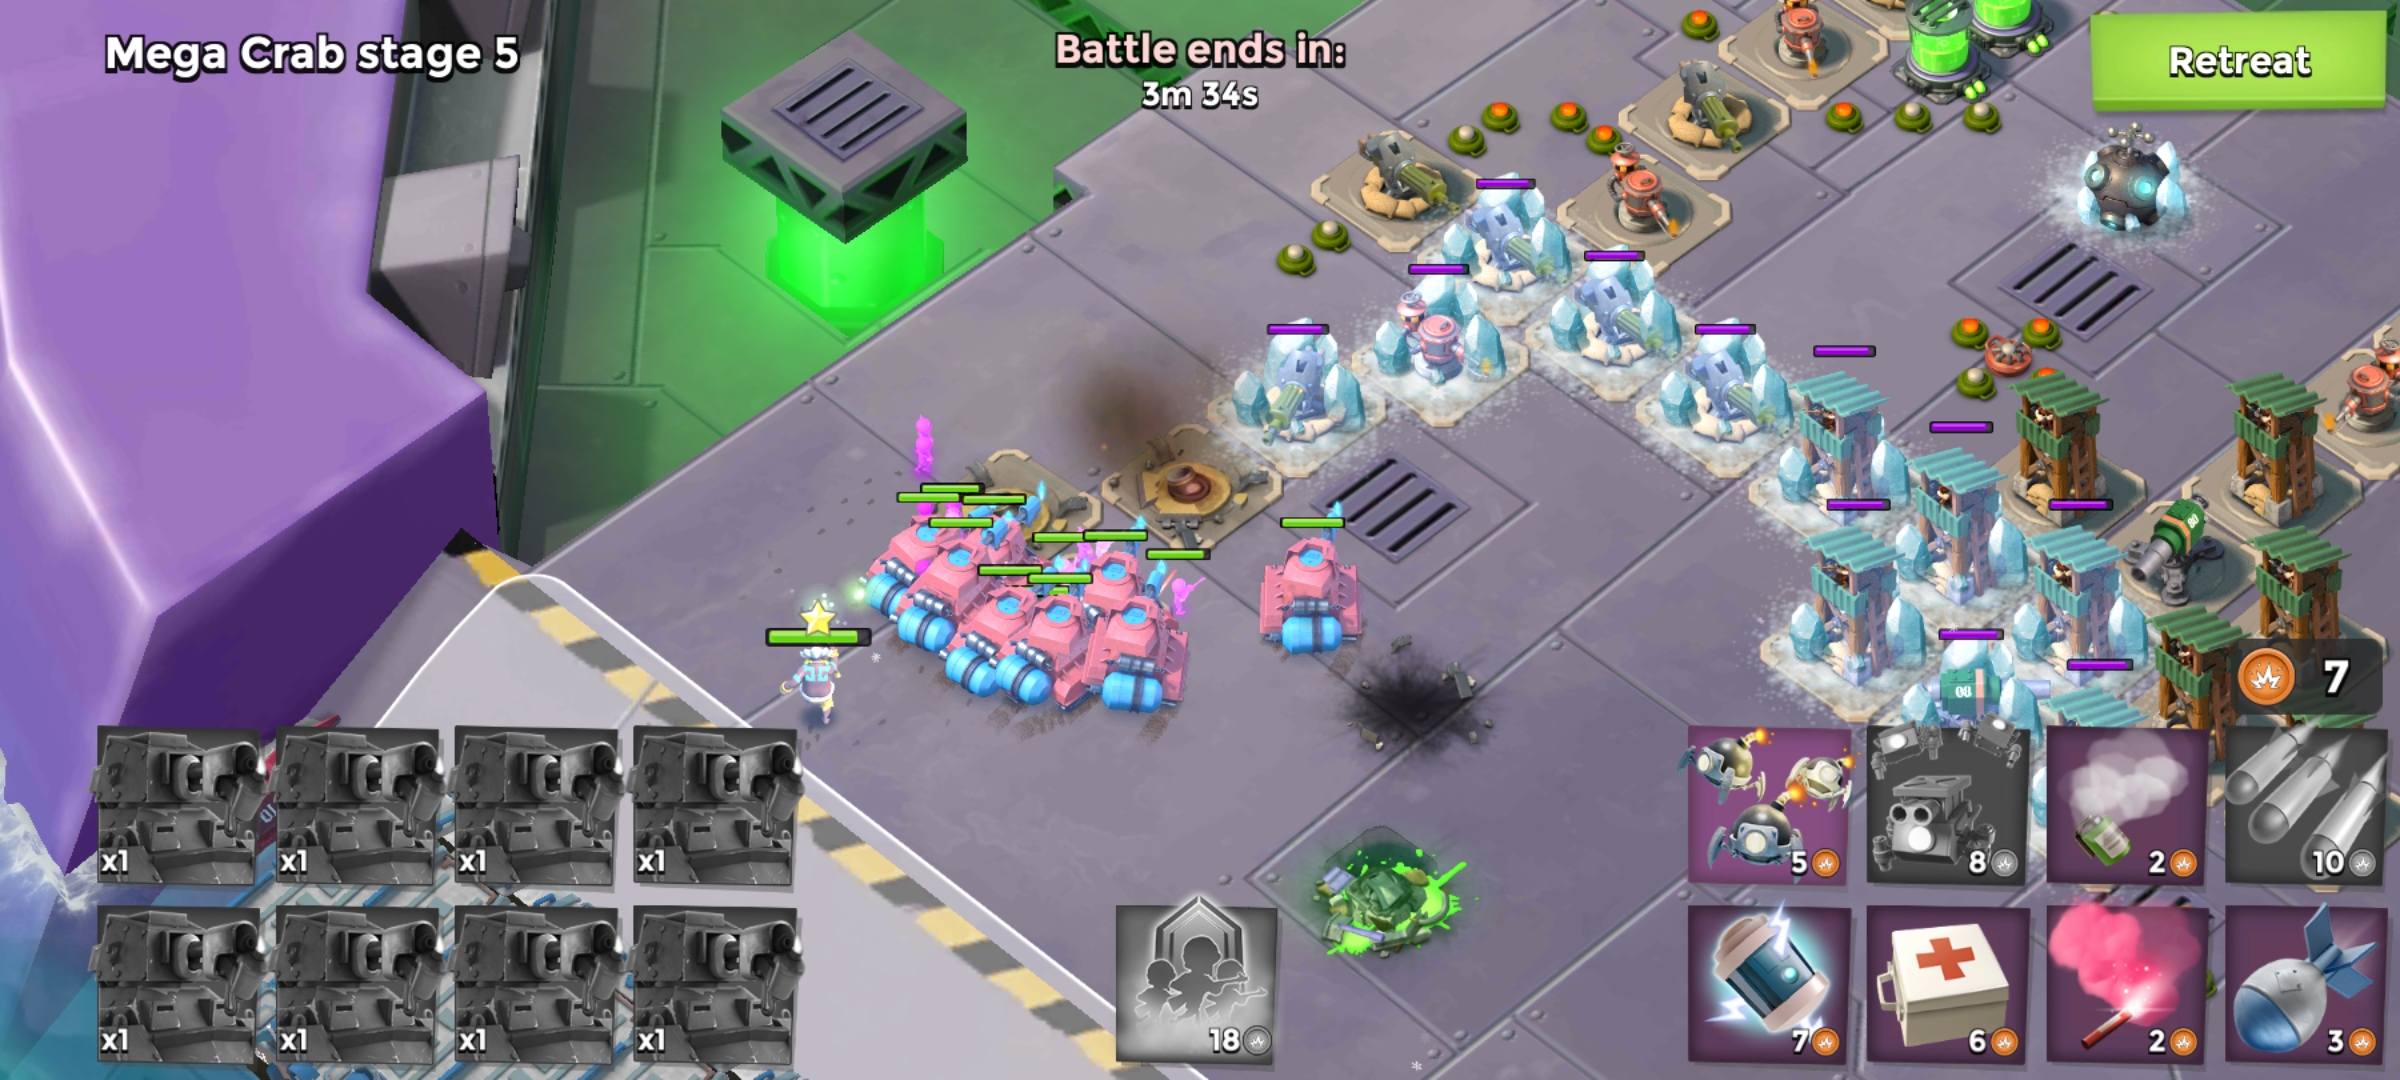 Mega Crab stage 5
Battle ends in:
3m 34s
Retreat
7
x1
x1
x1
x1
5
8
2
10
x1
x1
x1
x1
18
7
6
2
3